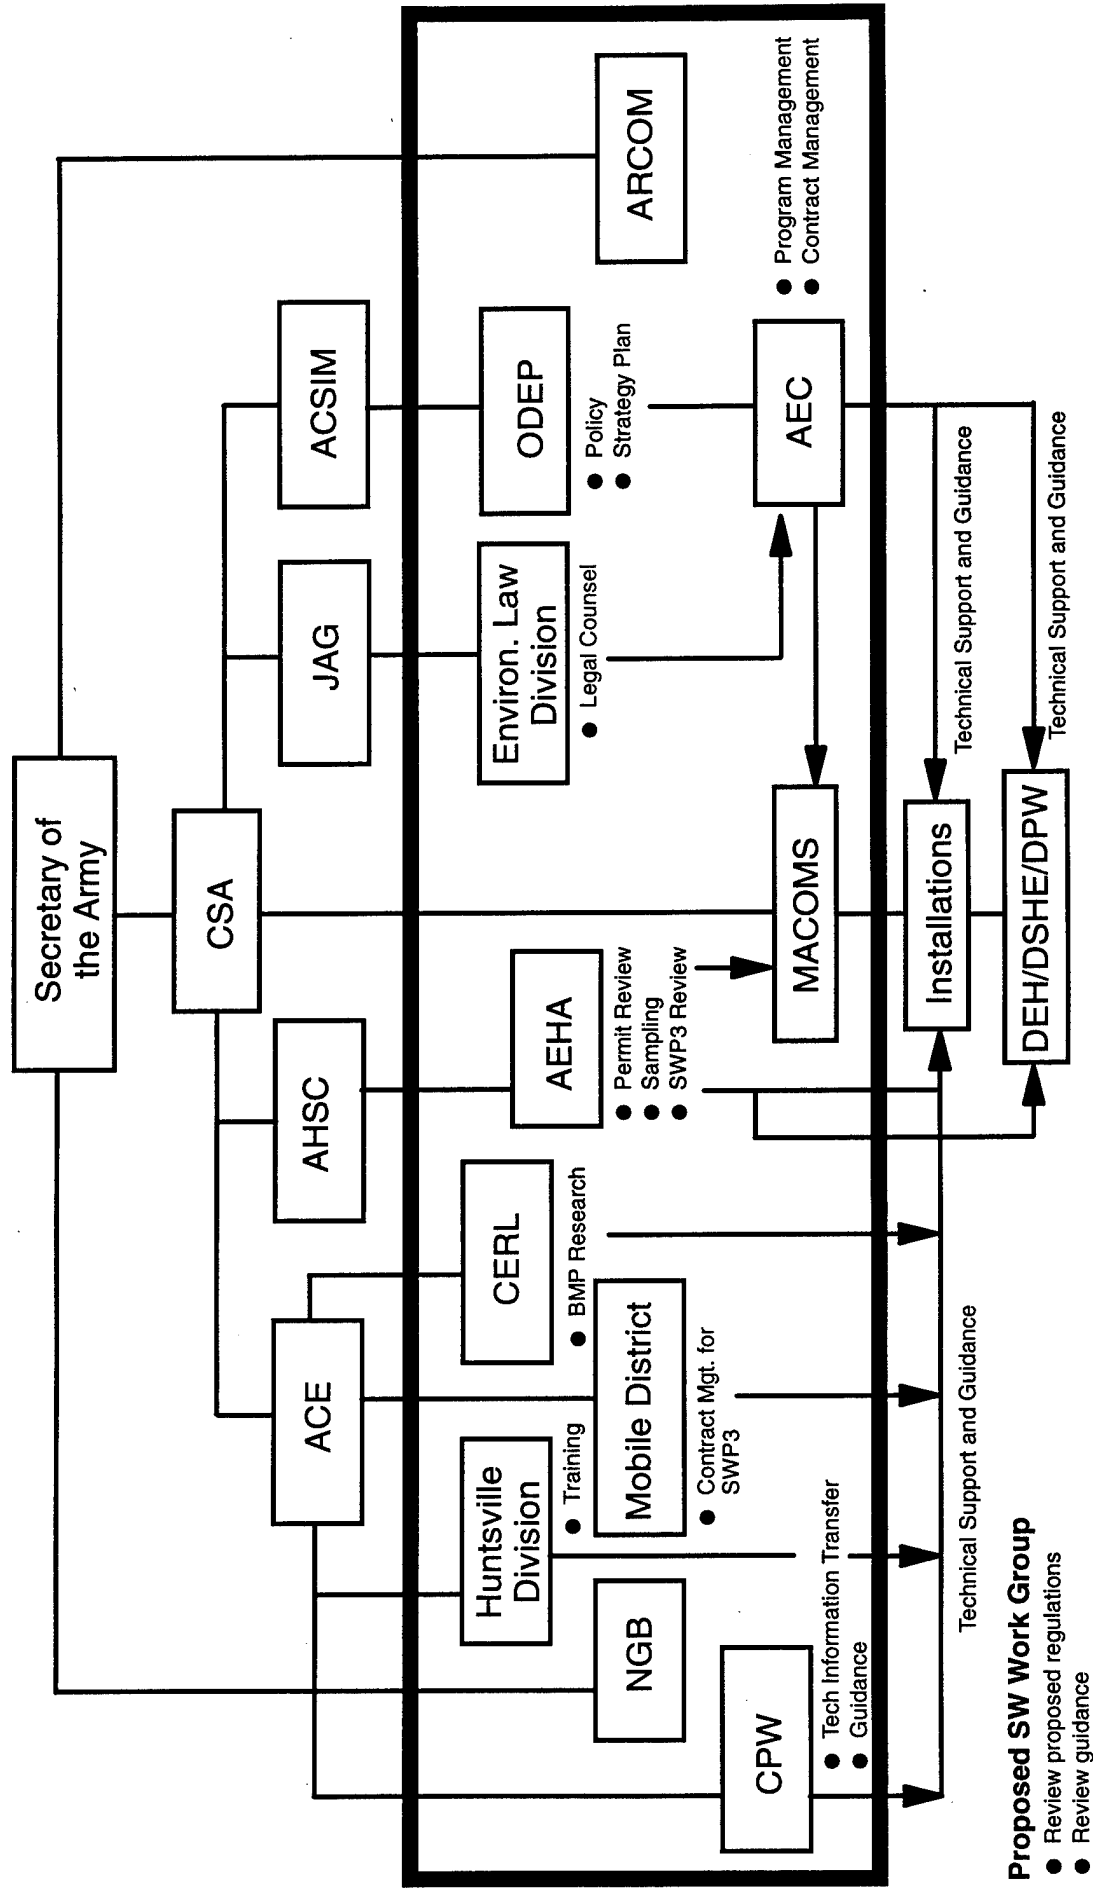 Secretary of
the Army
CSA
ACE
AHSC
JAG
ACSIM
Huntsville
Division
● Training
CERL
● BMP Research
AEHA
● Permit Review
● Sampling
● SWP3 Review
Environ. Law
Division
● Legal Counsel
ODEP
● Policy
● Strategy Plan
NGB
Mobile District
● Contract Mgt. for
SWP3
ARCOM
CPW
● Tech Information Transfer
● Guidance
MACOMS
AEC
● Program Management
● Contract Management
Installations
Technical Support and Guidance
Technical Support and Guidance
DEH/DSHE/DPW
Technical Support and Guidance
Proposed SW Work Group
● Review proposed regulations
● Review guidance